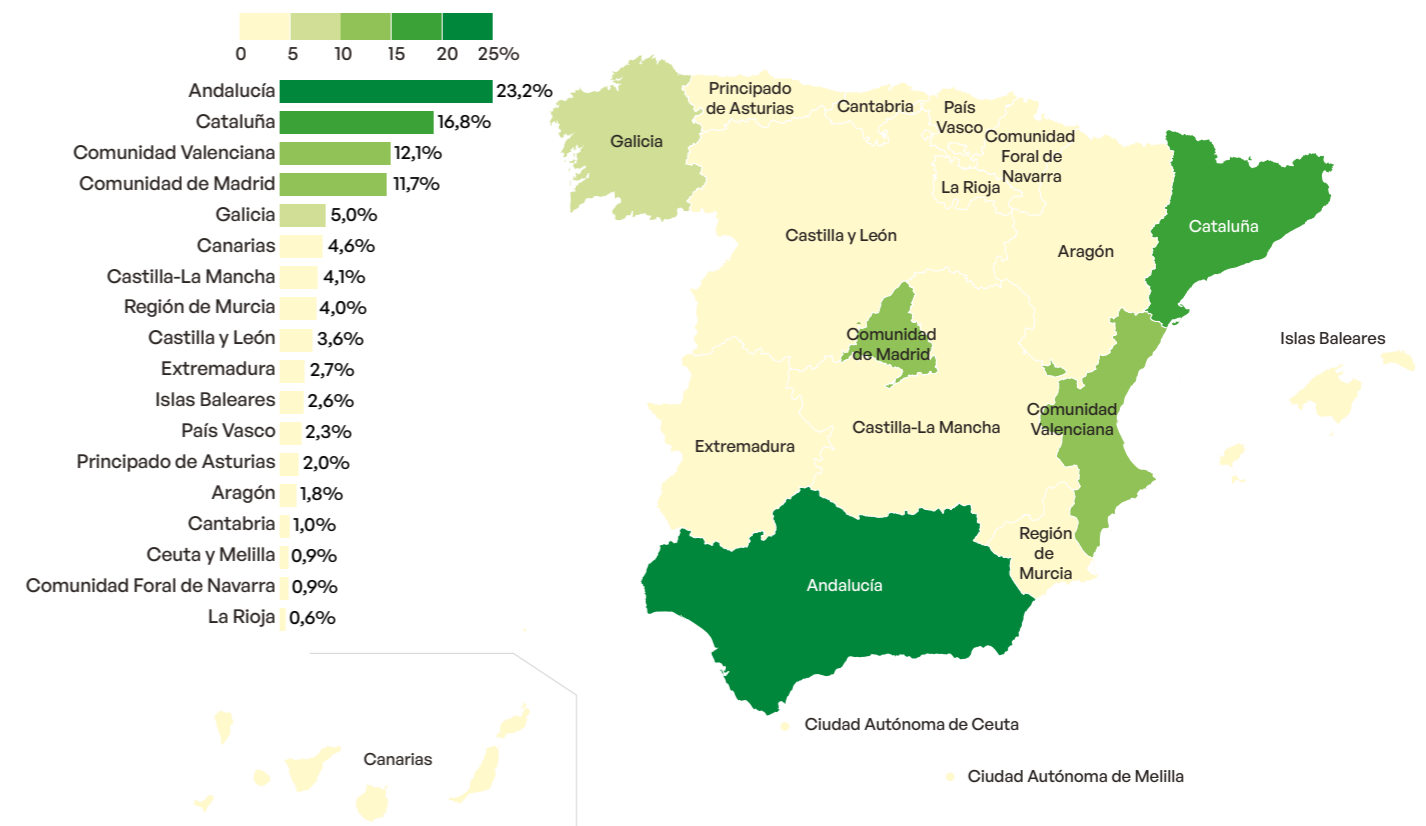 0 5 10 15 20 25%
Andalucía 23,2%
Cataluña 16,8%
Comunidad Valenciana 12,1%
Comunidad de Madrid 11,7%
Galicia 5,0%
Canarias 4,6%
Castilla-La Mancha 4,1%
Región de Murcia 4,0%
Castilla y León 3,6%
Extremadura 2,7%
Islas Baleares 2,6%
País Vasco 2,3%
Principado de Asturias 2,0%
Aragón 1,8%
Cantabria 1,0%
Ceuta y Melilla 0,9%
Comunidad Foral de Navarra 0,9%
La Rioja 0,6%
Galicia
Principado
de Asturias
Cantabria
País
Vasco
Comunidad
Foral de
Navarra
La Rioja
Castilla y León
Aragón
Cataluña
Comunidad
de Madrid
Islas Baleares
Comunidad
Valenciana
Castilla-La Mancha
Extremadura
Región
de
Murcia
Andalucía
Ciudad Autónoma de Ceuta
Canarias
Ciudad Autónoma de Melilla